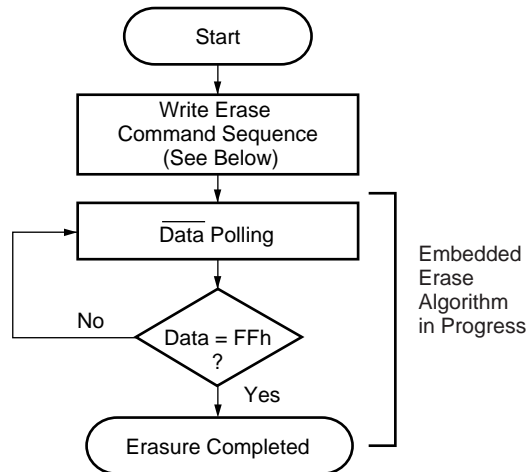 Start
Write Erase
Command Sequence
(See Below)
Data Polling
Embedded
Erase
Algorithm
in Progress
No
Data = FFh
?
Yes
Erasure Completed